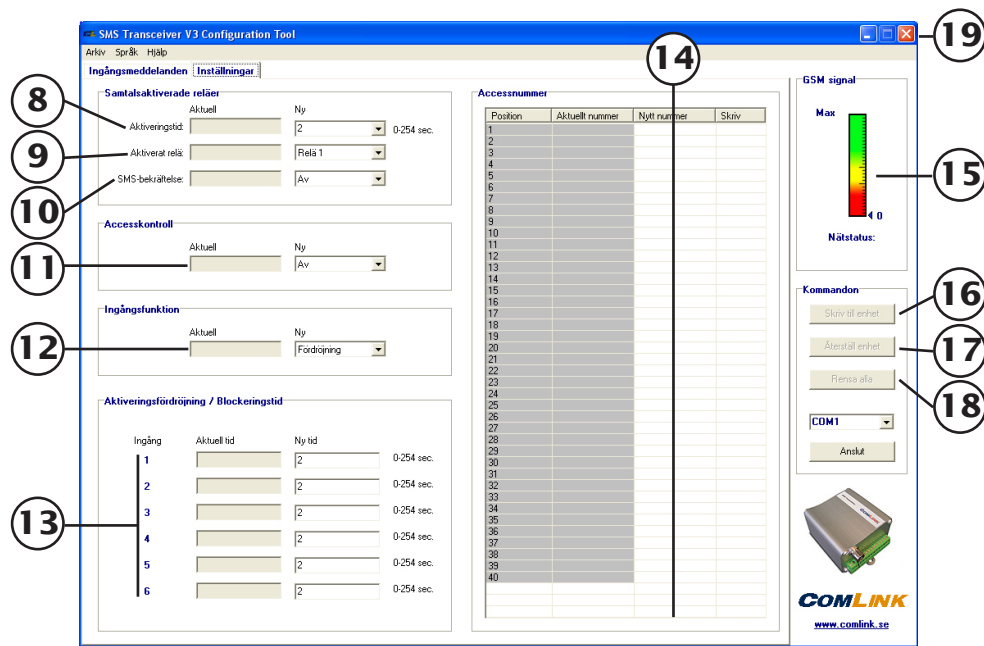 SMS Transceiver V3 Configuration Tool
Arkiv Språk Hjälp
Ingångsmeddelanden Inställningar
Samtalsaktiverade reläer
Aktuell Ny
Aktiveringstid: 2 0-254 sec.
Aktiverat relä: Relä 1
SMS-bekräftelse: Av
Accesskontroll
Aktuell Ny
Av
Ingångsfunktion
Aktuell Ny
Fördröjning
Aktiveringsfördröjning / Blockeringstid
Ingång Aktuell tid Ny tid
1 2 0-254 sec.
2 2 0-254 sec.
3 2 0-254 sec.
4 2 0-254 sec.
5 2 0-254 sec.
6 2 0-254 sec.
Accessnummer
Position Aktuellt nummer Nytt nummer Skriv
1
2
3
4
5
6
7
8
9
10
11
12
13
14
15
16
17
18
19
20
21
22
23
24
25
26
27
28
29
30
31
32
33
34
35
36
37
38
39
40
GSM signal
Max
0
Nätstatus:
Kommandon
Skriv till enhet
Återställ enhet
Rensa alla
COM1
Anslut
COMLINK
COMLINK
www.comlink.se
8
9
10
11
12
13
14
15
16
17
18
19